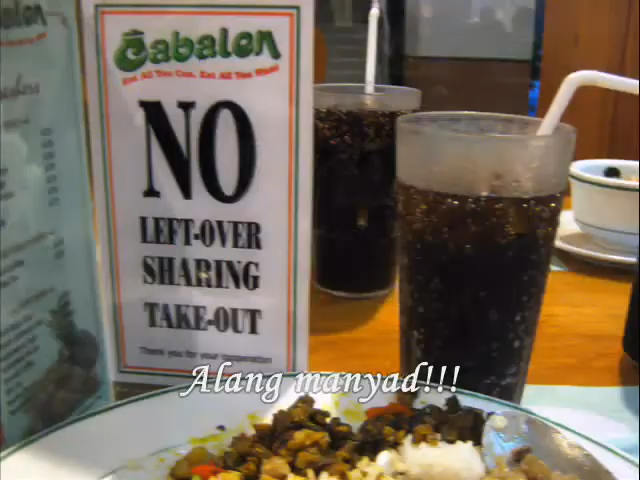 Cabalen
Eat All You Can, Eat All You Want
NO
LEFT-OVER
SHARING
TAKE-OUT
Thank you for your cooperation
Alang manyad!!!